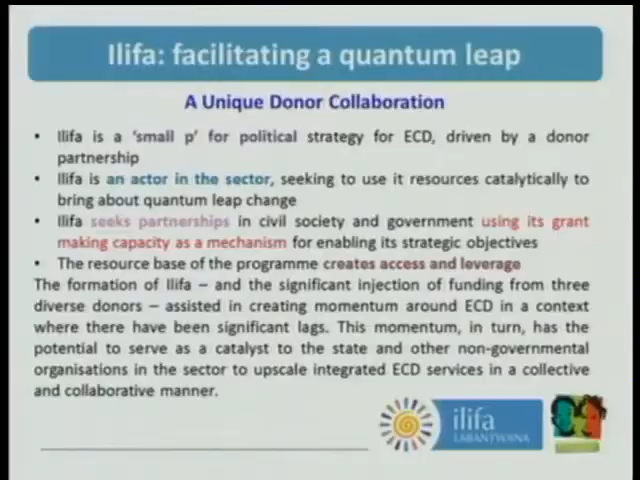 Ilifa: facilitating a quantum leap
A Unique Donor Collaboration
• Ilifa is a 'small p' for political strategy for ECD, driven by a donor
partnership
• Ilifa is an actor in the sector, seeking to use it resources catalytically to
bring about quantum leap change
• Ilifa seeks partnerships in civil society and government using its grant
making capacity as a mechanism for enabling its strategic objectives
• The resource base of the programme creates access and leverage
The formation of Ilifa – and the significant injection of funding from three
diverse donors – assisted in creating momentum around ECD in a context
where there have been significant lags. This momentum, in turn, has the
potential to serve as a catalyst to the state and other non-governmental
organisations in the sector to upscale integrated ECD services in a collective
and collaborative manner.
ilifa
LABANTWANA